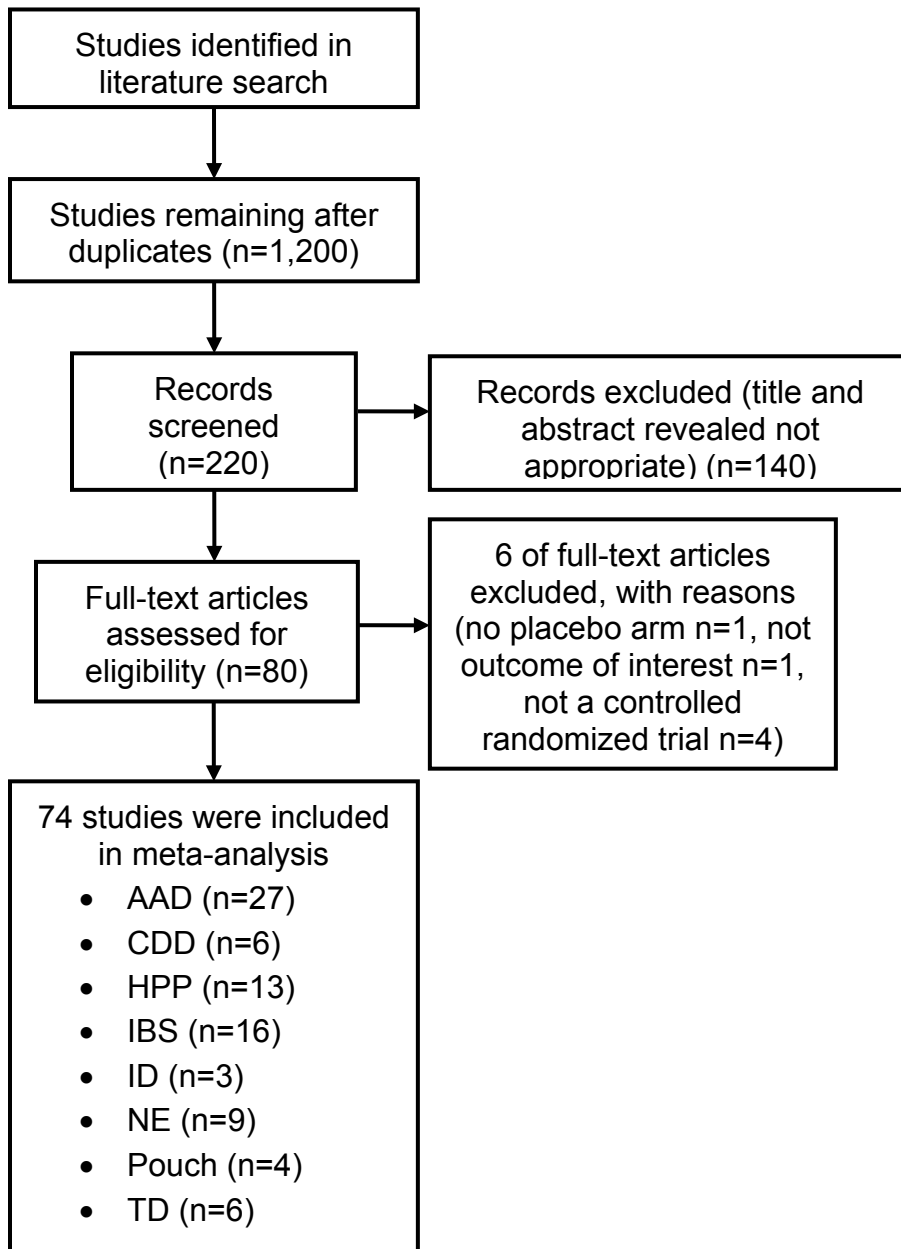 Studies identified in
literature search
Studies remaining after
duplicates (n=1,200)
Records
screened
(n=220)
Records excluded (title and
abstract revealed not
appropriate) (n=140)
Full-text articles
assessed for
eligibility (n=80)
6 of full-text articles
excluded, with reasons
(no placebo arm n=1, not
outcome of interest n=1,
not a controlled
randomized trial n=4)
74 studies were included
in meta-analysis
• AAD (n=27)
• CDD (n=6)
• HPP (n=13)
• IBS (n=16)
• ID (n=3)
• NE (n=9)
• Pouch (n=4)
• TD (n=6)